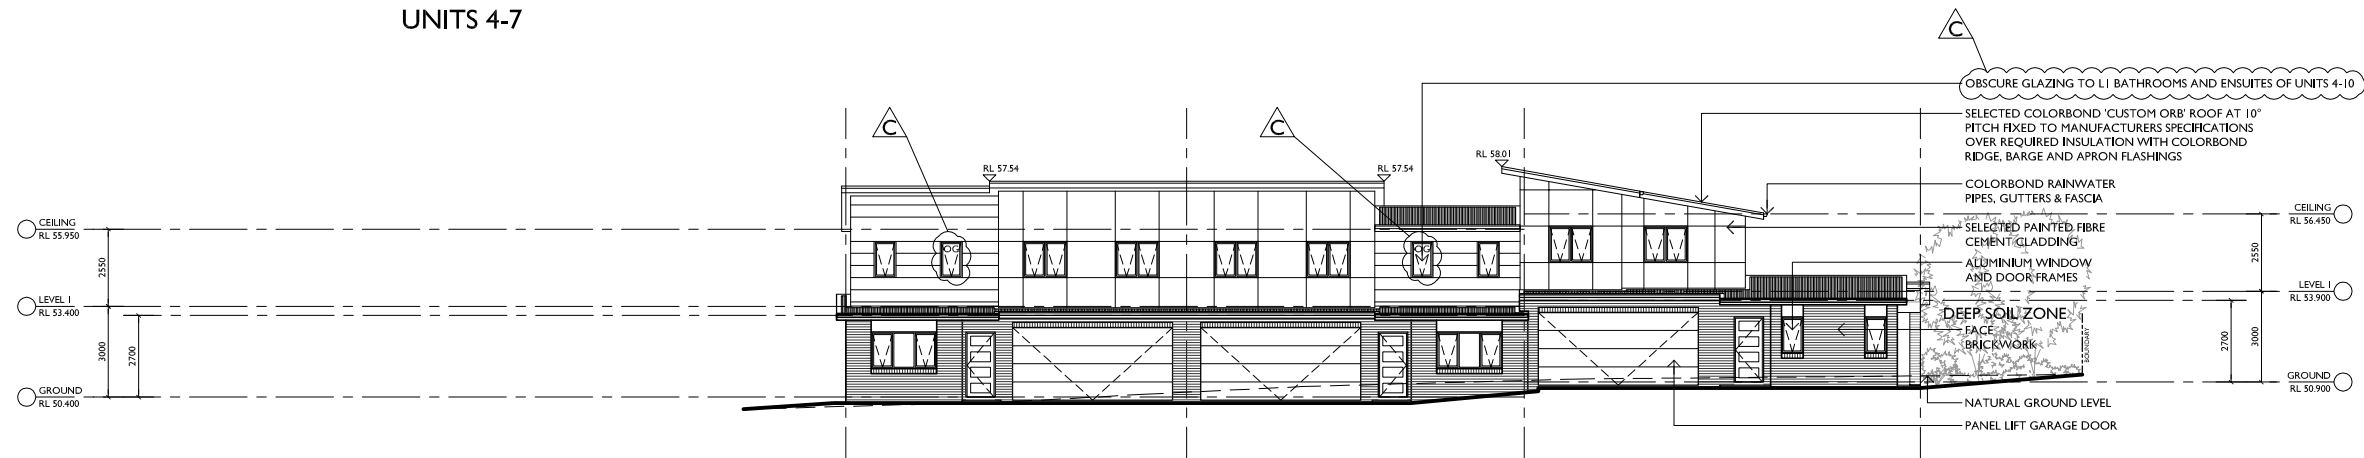 UNITS 4-7
C
OBSCURE GLAZING TO L1 BATHROOMS AND ENSUITES OF UNITS 4-10
SELECTED COLORBOND 'CUSTOM ORB' ROOF AT 10°
PITCH FIXED TO MANUFACTURERS SPECIFICATIONS
OVER REQUIRED INSULATION WITH COLORBOND
RIDGE, BARGE AND APRON FLASHINGS
C
C
RL 57.54
RL 57.54
RL 58.01
COLORBOND RAINWATER
PIPES, GUTTERS & FASCIA
CEILING
RL 55.950
CEILING
RL 56.450
SELECTED PAINTED FIBRE
CEMENT CLADDING
OG
OG
2550
2550
ALUMINIUM WINDOW
AND DOOR FRAMES
LEVEL 1
RL 53.400
LEVEL 1
RL 53.900
DEEP SOIL ZONE
FACE
BRICKWORK
BOUNDARY
3000
2700
2700
3000
GROUND
RL 50.400
GROUND
RL 50.900
NATURAL GROUND LEVEL
PANEL LIFT GARAGE DOOR